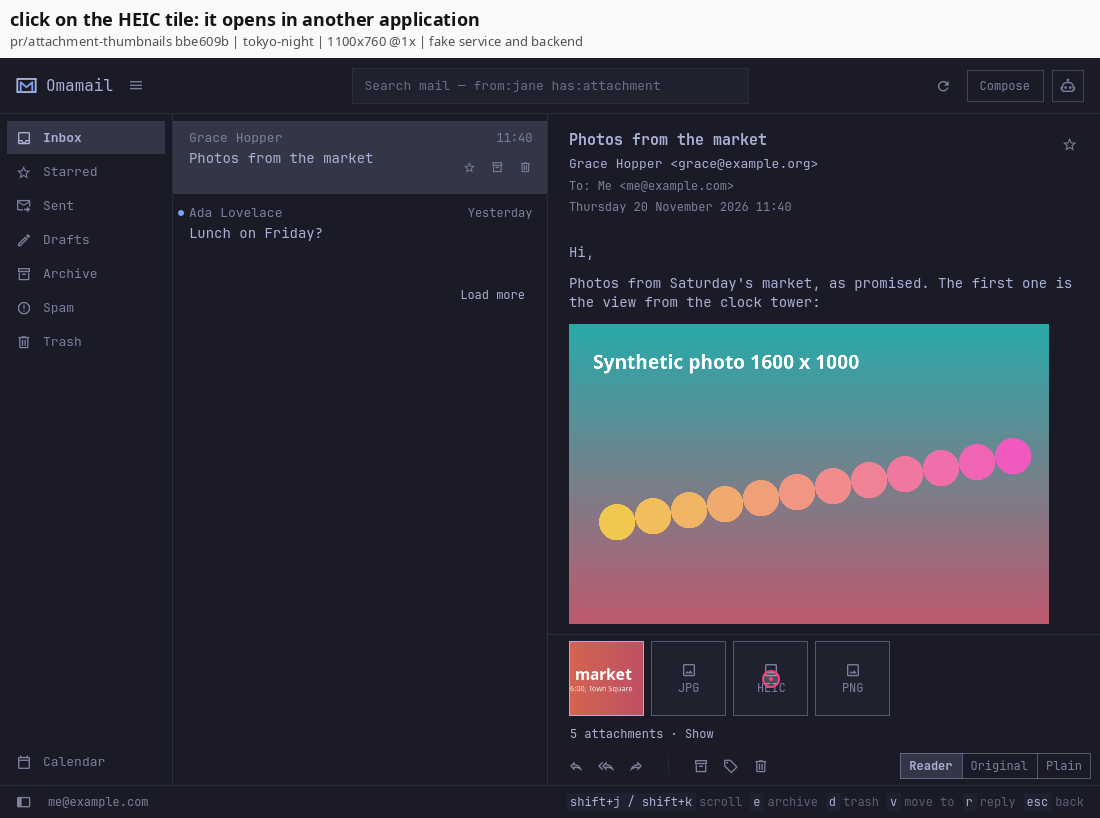 click on the HEIC tile: it opens in another application
pr/attachment-thumbnails bbe609b | tokyo-night | 1100x760 @1x | fake service and backend
Omamail
Search mail — from:jane has:attachment
Compose
Inbox
Starred
Sent
Drafts
Archive
Spam
Trash
Calendar
Grace Hopper 11:40
Photos from the market
Ada Lovelace Yesterday
Lunch on Friday?
Load more
Photos from the market
Grace Hopper <grace@example.org>
To: Me <me@example.com>
Thursday 20 November 2026 11:40
Hi,
Photos from Saturday's market, as promised. The first one is
the view from the clock tower:
Synthetic photo 1600 x 1000
market
6:00, Town Square
JPG
HEIC
PNG
5 attachments · Show
Reader Original Plain
me@example.com
shift+j / shift+k scroll e archive d trash v move to r reply esc back